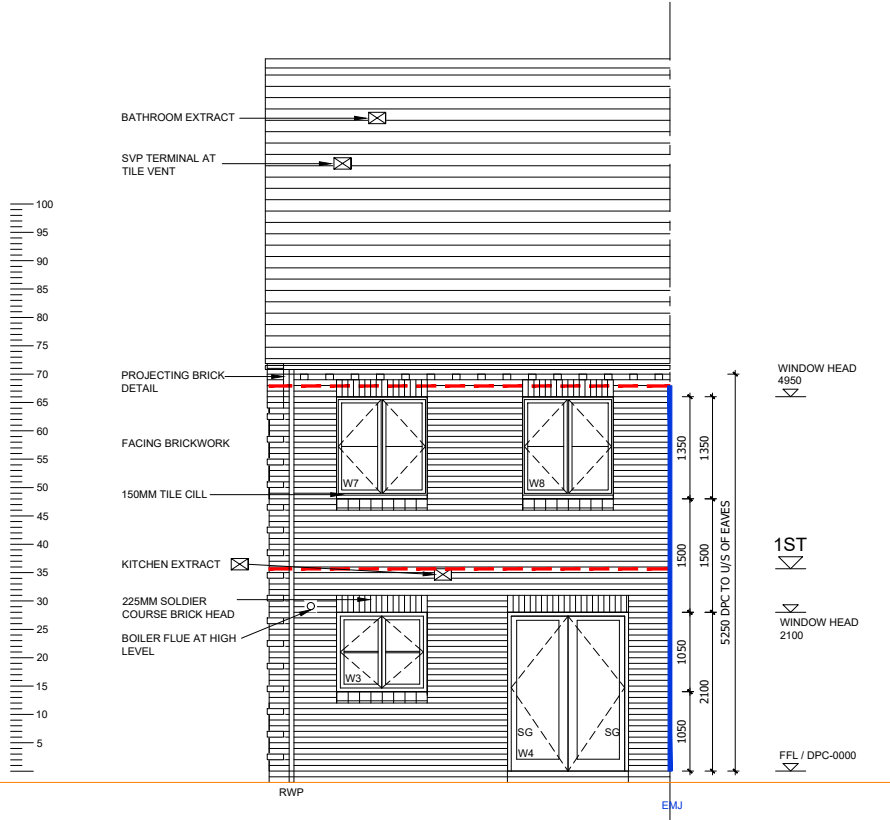 BATHROOM EXTRACT
SVP TERMINAL AT
TILE VENT
100
95
90
85
80
75
70
65
60
55
50
45
40
35
30
25
20
15
10
5
PROJECTING BRICK
DETAIL
FACING BRICKWORK
150MM TILE CILL
KITCHEN EXTRACT
225MM SOLDIER
COURSE BRICK HEAD
BOILER FLUE AT HIGH
LEVEL
W7
W8
W3
SG
SG
W4
1350
1350
1500
1500
1050
1050
2100
5250 DPC TO U/S OF EAVES
WINDOW HEAD
4950
1ST
WINDOW HEAD
2100
FFL / DPC-0000
RWP
EMJ